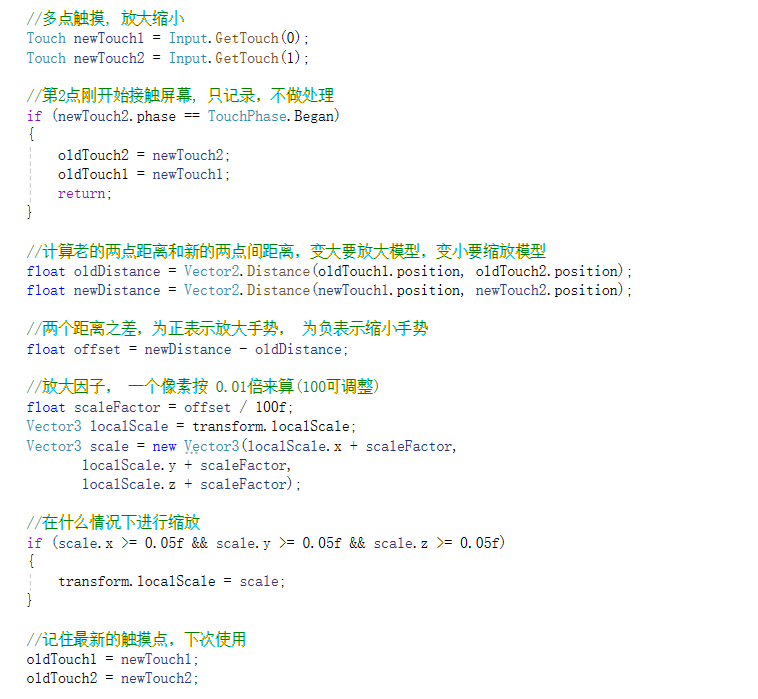 //多点触摸, 放大缩小
Touch newTouch1 = Input.GetTouch(0);
Touch newTouch2 = Input.GetTouch(1);
//第2点刚开始接触屏幕, 只记录，不做处理
if (newTouch2.phase == TouchPhase.Began)
{
oldTouch2 = newTouch2;
oldTouch1 = newTouch1;
return;
}
//计算老的两点距离和新的两点间距离，变大要放大模型，变小要缩放模型
float oldDistance = Vector2.Distance(oldTouch1.position, oldTouch2.position);
float newDistance = Vector2.Distance(newTouch1.position, newTouch2.position);
//两个距离之差，为正表示放大手势， 为负表示缩小手势
float offset = newDistance - oldDistance;
//放大因子， 一个像素按 0.01倍来算(100可调整)
float scaleFactor = offset / 100f;
Vector3 localScale = transform.localScale;
Vector3 scale = new Vector3(localScale.x + scaleFactor,
localScale.y + scaleFactor,
localScale.z + scaleFactor);
//在什么情况下进行缩放
if (scale.x >= 0.05f && scale.y >= 0.05f && scale.z >= 0.05f)
{
transform.localScale = scale;
}
//记住最新的触摸点，下次使用
oldTouch1 = newTouch1;
oldTouch2 = newTouch2;